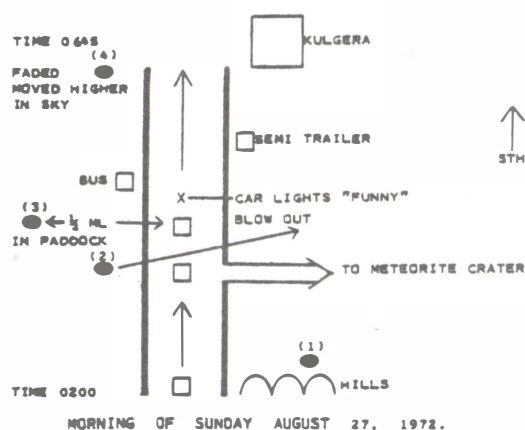 TIME 0645
KULGERA
(4)
FADED
MOVED HIGHER
IN SKY
SEMI TRAILER
STH
BUS
X
CAR LIGHTS "FUNNY"
(3)
½ ML
BLOW OUT
IN PADDOCK
(2)
TO METEORITE CRATER
(1)
TIME 0200
HILLS
MORNING OF SUNDAY AUGUST 27, 1972.